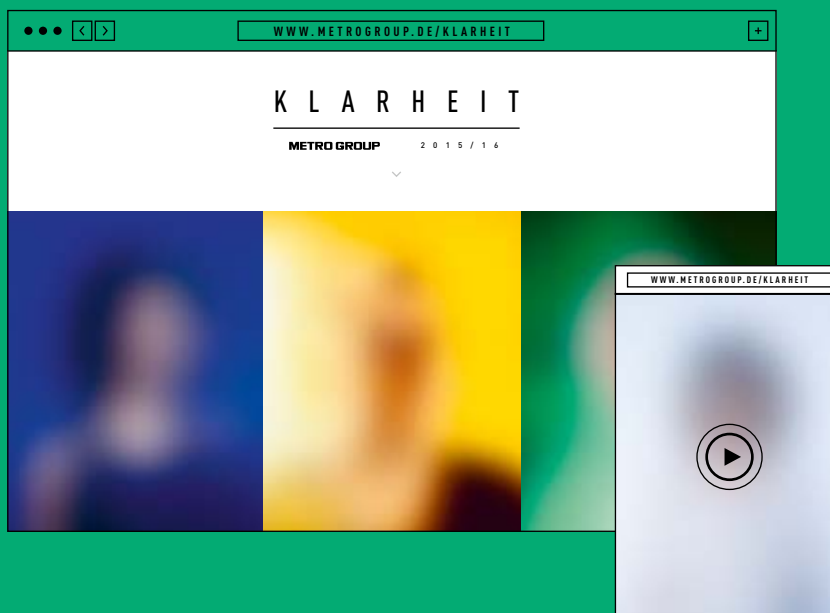 WWW.METROGROUP.DE/KLARHEIT
+
KLARHEIT
METRO GROUP 2015/16
WWW.METROGROUP.DE/KLARHEIT